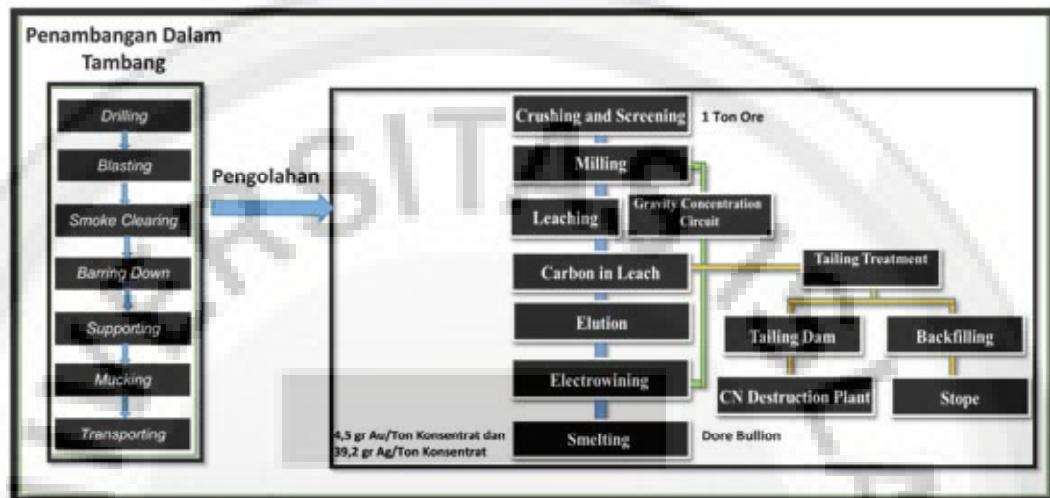 Penambangan Dalam
Tambang
Drilling
Blasting
Smoke Clearing
Barring Down
Supporting
Mucking
Transporting
Pengolahan
Crushing and Screening
1 Ton Ore
Milling
Leaching
Gravity Concentration
Circuit
Carbon in Leach
Tailing Treatment
Elution
Tailing Dam
Backfilling
Electrowining
CN Destruction Plant
Stope
4,5 gr Au/Ton Konsentrat dan
39,2 gr Ag/Ton Konsentrat
Smelting
Dore Bullion